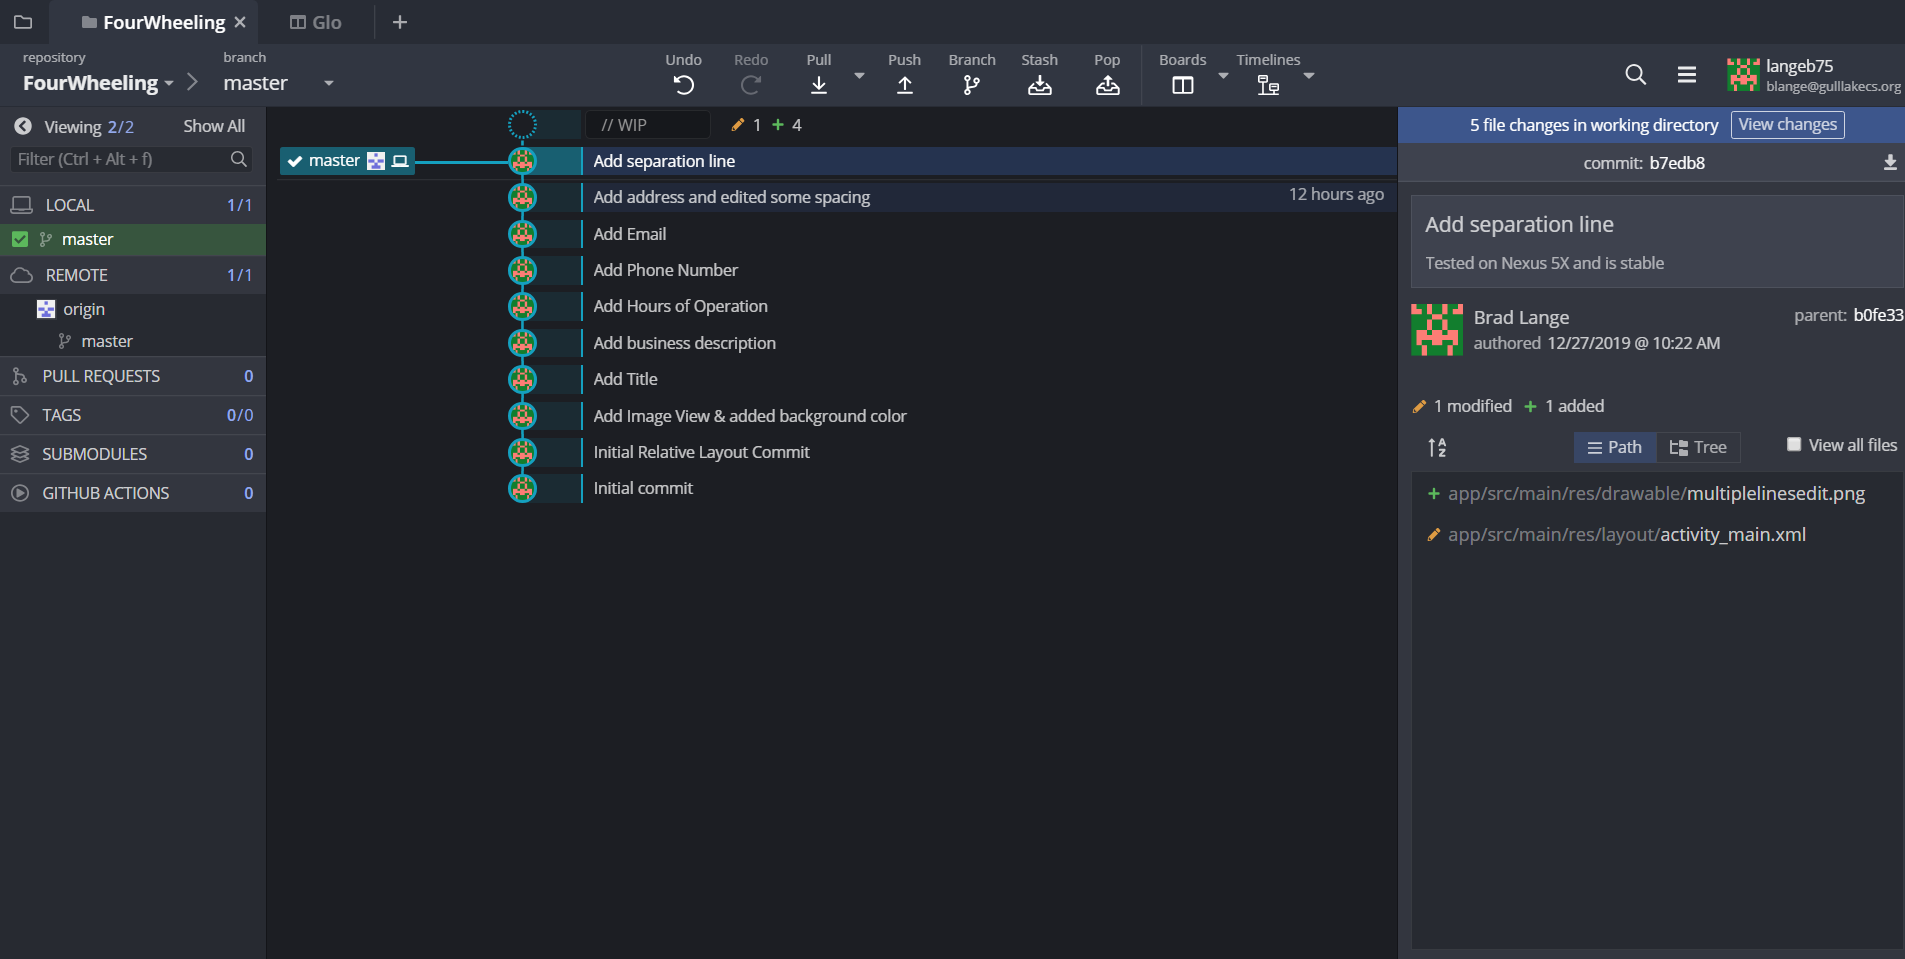 FourWheeling
Glo
repository
FourWheeling
branch
master
Undo
Redo
Pull
Push
Branch
Stash
Pop
Boards
Timelines
langeb75
blange@gulllakecs.org
Viewing 2/2
Show All
Filter (Ctrl + Alt + f)
LOCAL 1/1
master
REMOTE 1/1
origin
master
PULL REQUESTS 0
TAGS 0/0
SUBMODULES 0
GITHUB ACTIONS 0
// WIP 1 + 4
master
Add separation line
Add address and edited some spacing 12 hours ago
Add Email
Add Phone Number
Add Hours of Operation
Add business description
Add Title
Add Image View & added background color
Initial Relative Layout Commit
Initial commit
5 file changes in working directory View changes
commit: b7edb8
Add separation line
Tested on Nexus 5X and is stable
Brad Lange
parent: b0fe33
authored 12/27/2019 @ 10:22 AM
1 modified + 1 added
A
Z
Path
Tree
View all files
+ app/src/main/res/drawable/multiplelinesedit.png
app/src/main/res/layout/activity_main.xml